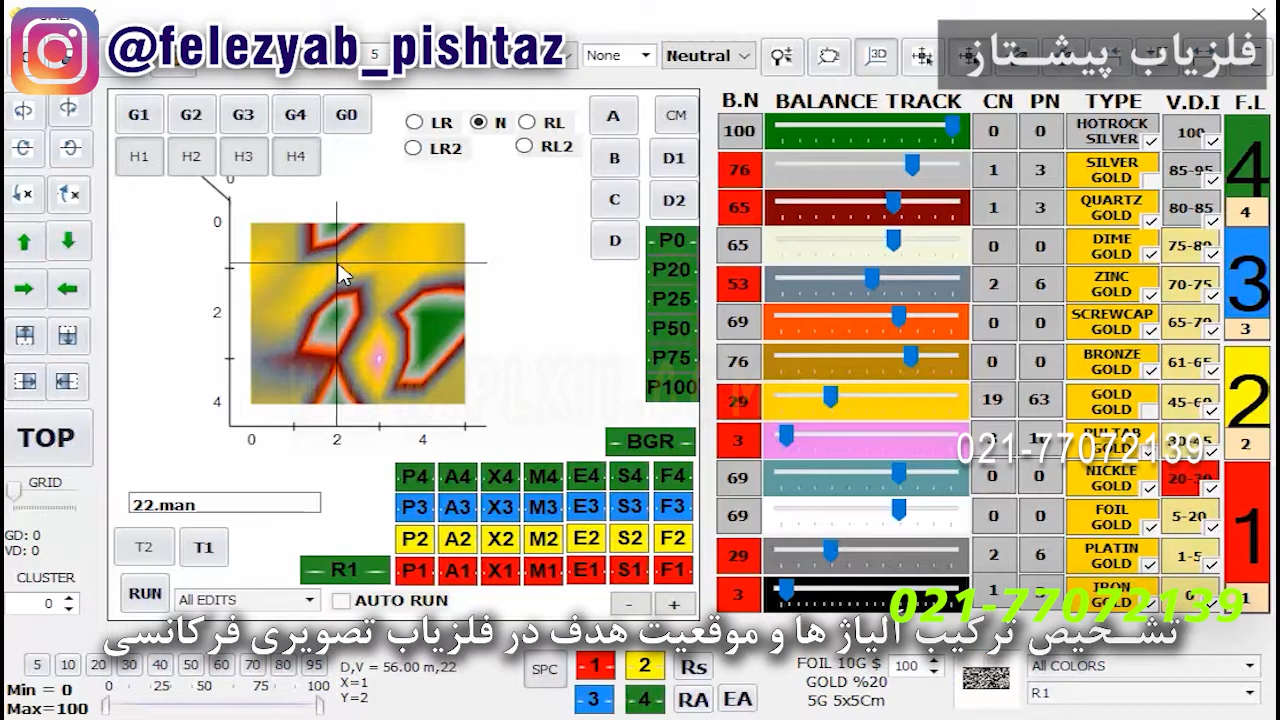 @felezyab_pishtaz
5
None
Neutral
3D
فلزیاب پیشــتاز
G1 G2 G3 G4 G0
H1 H2 H3 H4
LR N RL
LR2 RL2
A CM
B D1
C D2
D
P0
P20
P25
P50
P75
P100
0
0
2
4
0 2 4
BGR
P4 A4 X4 M4 E4 S4 F4
P3 A3 X3 M3 E3 S3 F3
P2 A2 X2 M2 E2 S2 F2
R1 P1 A1 X1 M1 E1 S1 F1
22.man
T2 T1
RUN All EDITS AUTO RUN - +
TOP
GRID
GD: 0
VD: 0
CLUSTER
0
B.N BALANCE TRACK CN PN TYPE V.D.I F.L
100 0 0 HOTROCK SILVER 100 4
76 1 3 SILVER GOLD 85-95
65 1 3 QUARTZ GOLD 80-85 4
65 0 0 DIME GOLD 75-80 3
53 2 6 ZINC GOLD 70-75
69 0 0 SCREWCAP GOLD 65-70 3
76 0 0 BRONZE GOLD 61-65 2
29 19 63 GOLD GOLD
3 PULTAB 2
69 0 0 NICKLE GOLD 1
69 0 0 FOIL GOLD 5-20
29 2 6 PLATIN GOLD 1-5
3 1 IRON 1
021-77072139
021-77072139
تشــخیص ترکیب آلیاژ ها و موقعیت هدف در فلزیاب تصویری فرکانسی
5 10 20 30 40 50 60 70 80 95
Min = 0
Max=100
0 25 50 75 100
D,V = 56.00 m,22
X=1
Y=2
SPC
1 2 Rs
3 4 RA EA
FOIL 10G $ 100
GOLD %20
5G 5x5Cm
All COLORS
R1